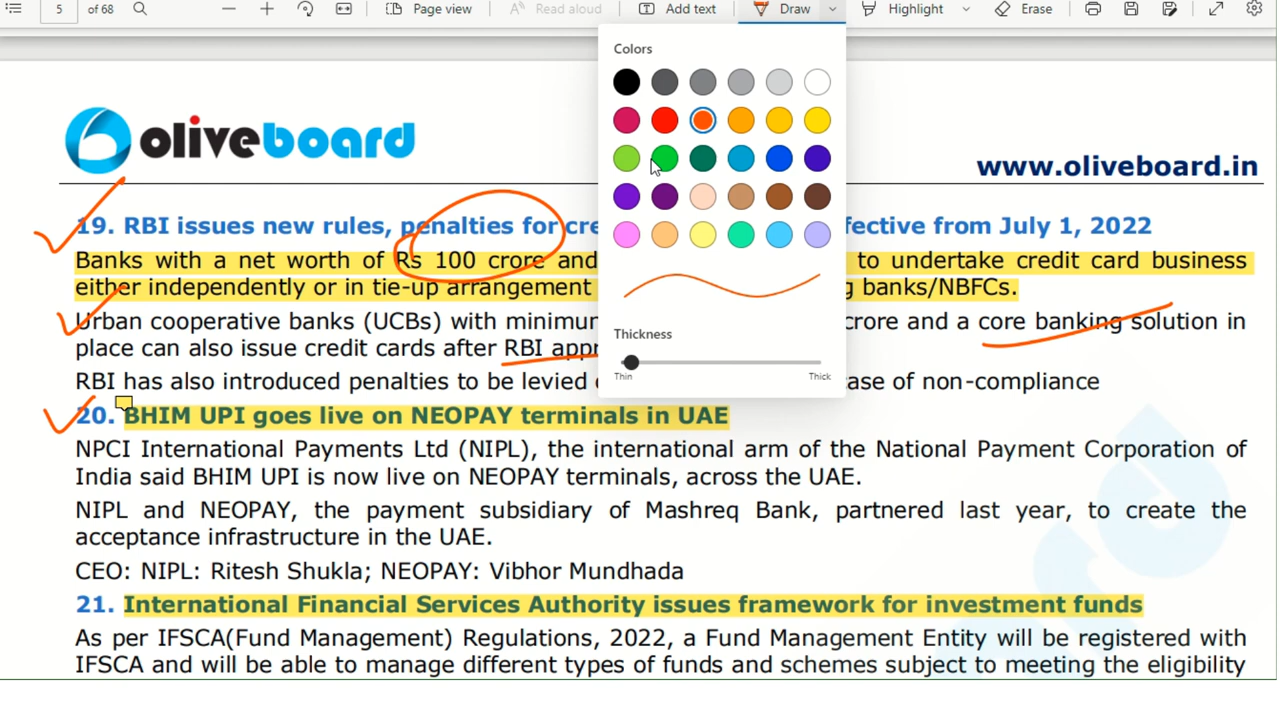 5 of 68 Page view Read aloud Add text Draw Highlight Erase
Colors
Thickness
Thin Thick
oliveboard
www.oliveboard.in
19. RBI issues new rules, penalties for cre fective from July 1, 2022
Banks with a net worth of Rs 100 crore and to undertake credit card business
either independently or in tie-up arrangement g banks/NBFCs.
Urban cooperative banks (UCBs) with minimum crore and a core banking solution in
place can also issue credit cards after RBI appr
RBI has also introduced penalties to be levied ase of non-compliance
20. BHIM UPI goes live on NEOPAY terminals in UAE
NPCI International Payments Ltd (NIPL), the international arm of the National Payment Corporation of
India said BHIM UPI is now live on NEOPAY terminals, across the UAE.
NIPL and NEOPAY, the payment subsidiary of Mashreq Bank, partnered last year, to create the
acceptance infrastructure in the UAE.
CEO: NIPL: Ritesh Shukla; NEOPAY: Vibhor Mundhada
21. International Financial Services Authority issues framework for investment funds
As per IFSCA(Fund Management) Regulations, 2022, a Fund Management Entity will be registered with
IFSCA and will be able to manage different types of funds and schemes subject to meeting the eligibility